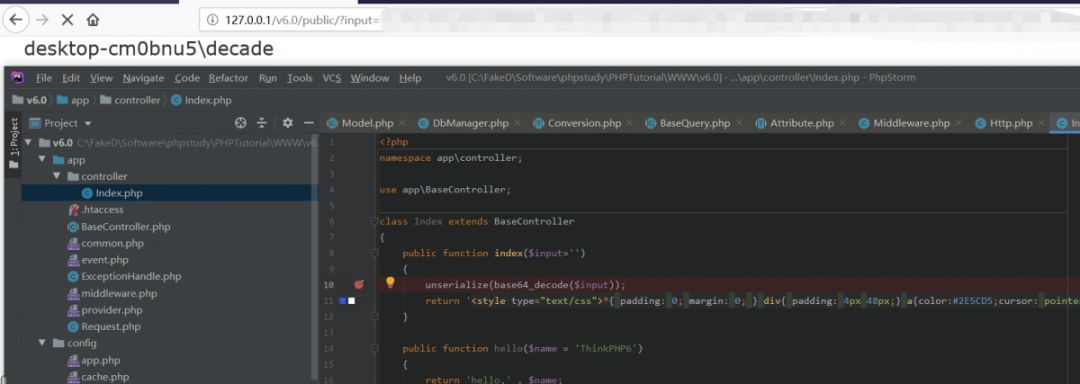 127.0.0.1/v6.0/public/?input=
desktop-cm0bnu5\decade
File Edit View Navigate Code Refactor Run Tools VCS Window Help v6.0 [C:\FakeD\Software\phpstudy\PHPTutorial\WWW\v6.0] - ...\app\controller\Index.php - PhpStorm
v6.0 app controller Index.php
1: Project
Project Model.php DbManager.php Conversion.php BaseQuery.php Attribute.php Middleware.php Http.php
v6.0 C:\FakeD\Software\phpstudy\PHPTutorial\WWW\v6
app
controller
Index.php
.htaccess
BaseController.php
common.php
event.php
ExceptionHandle.php
middleware.php
provider.php
Request.php
config
app.php
cache.php
1 <?php
2 namespace app\controller;
3
4 use app\BaseController;
5
6 class Index extends BaseController
7 {
8 public function index($input='')
9 {
10 unserialize(base64_decode($input));
11 return '<style type="text/css">*{ padding: 0; margin: 0; } div{ padding: 4px 48px;} a{color:#2E5CD5;cursor: pointe
12 }
13
14 public function hello($name = 'ThinkPHP6')
15 {
16 return 'hello,' . $name;